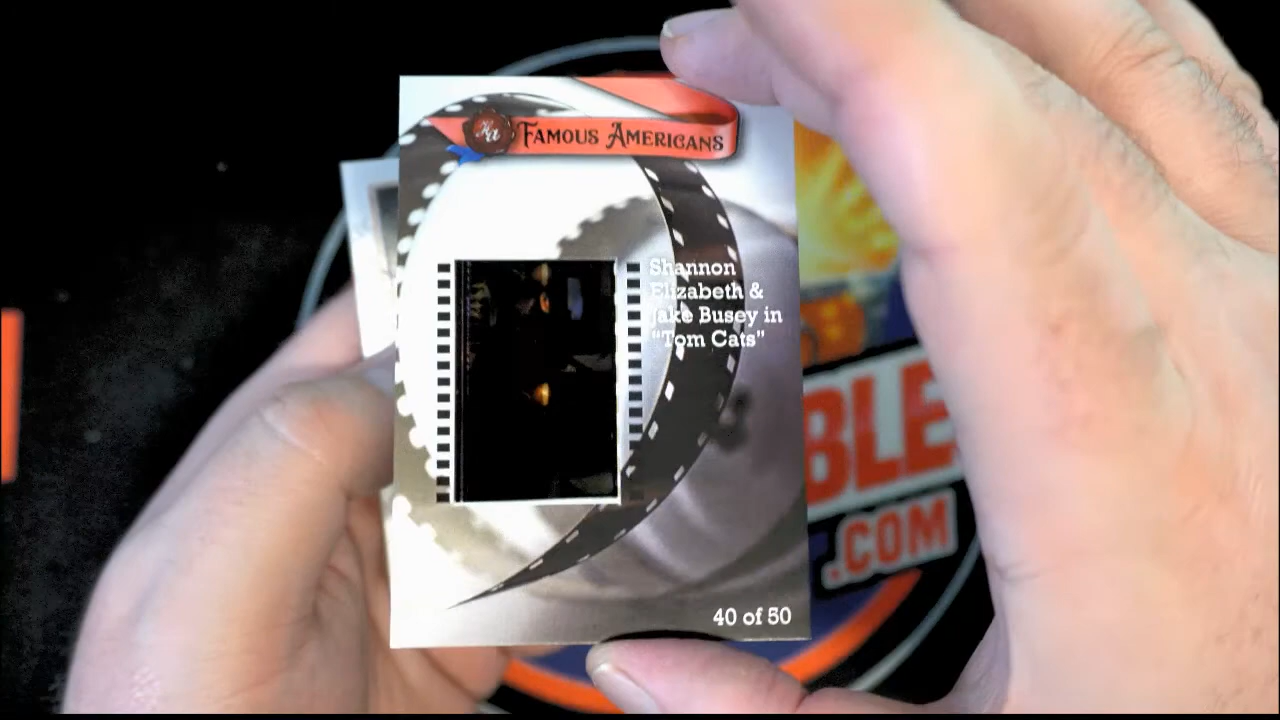 Famous Americans
Shannon
Elizabeth &
Jake Busey in
"Tom Cats"
40 of 50
BLE
.COM